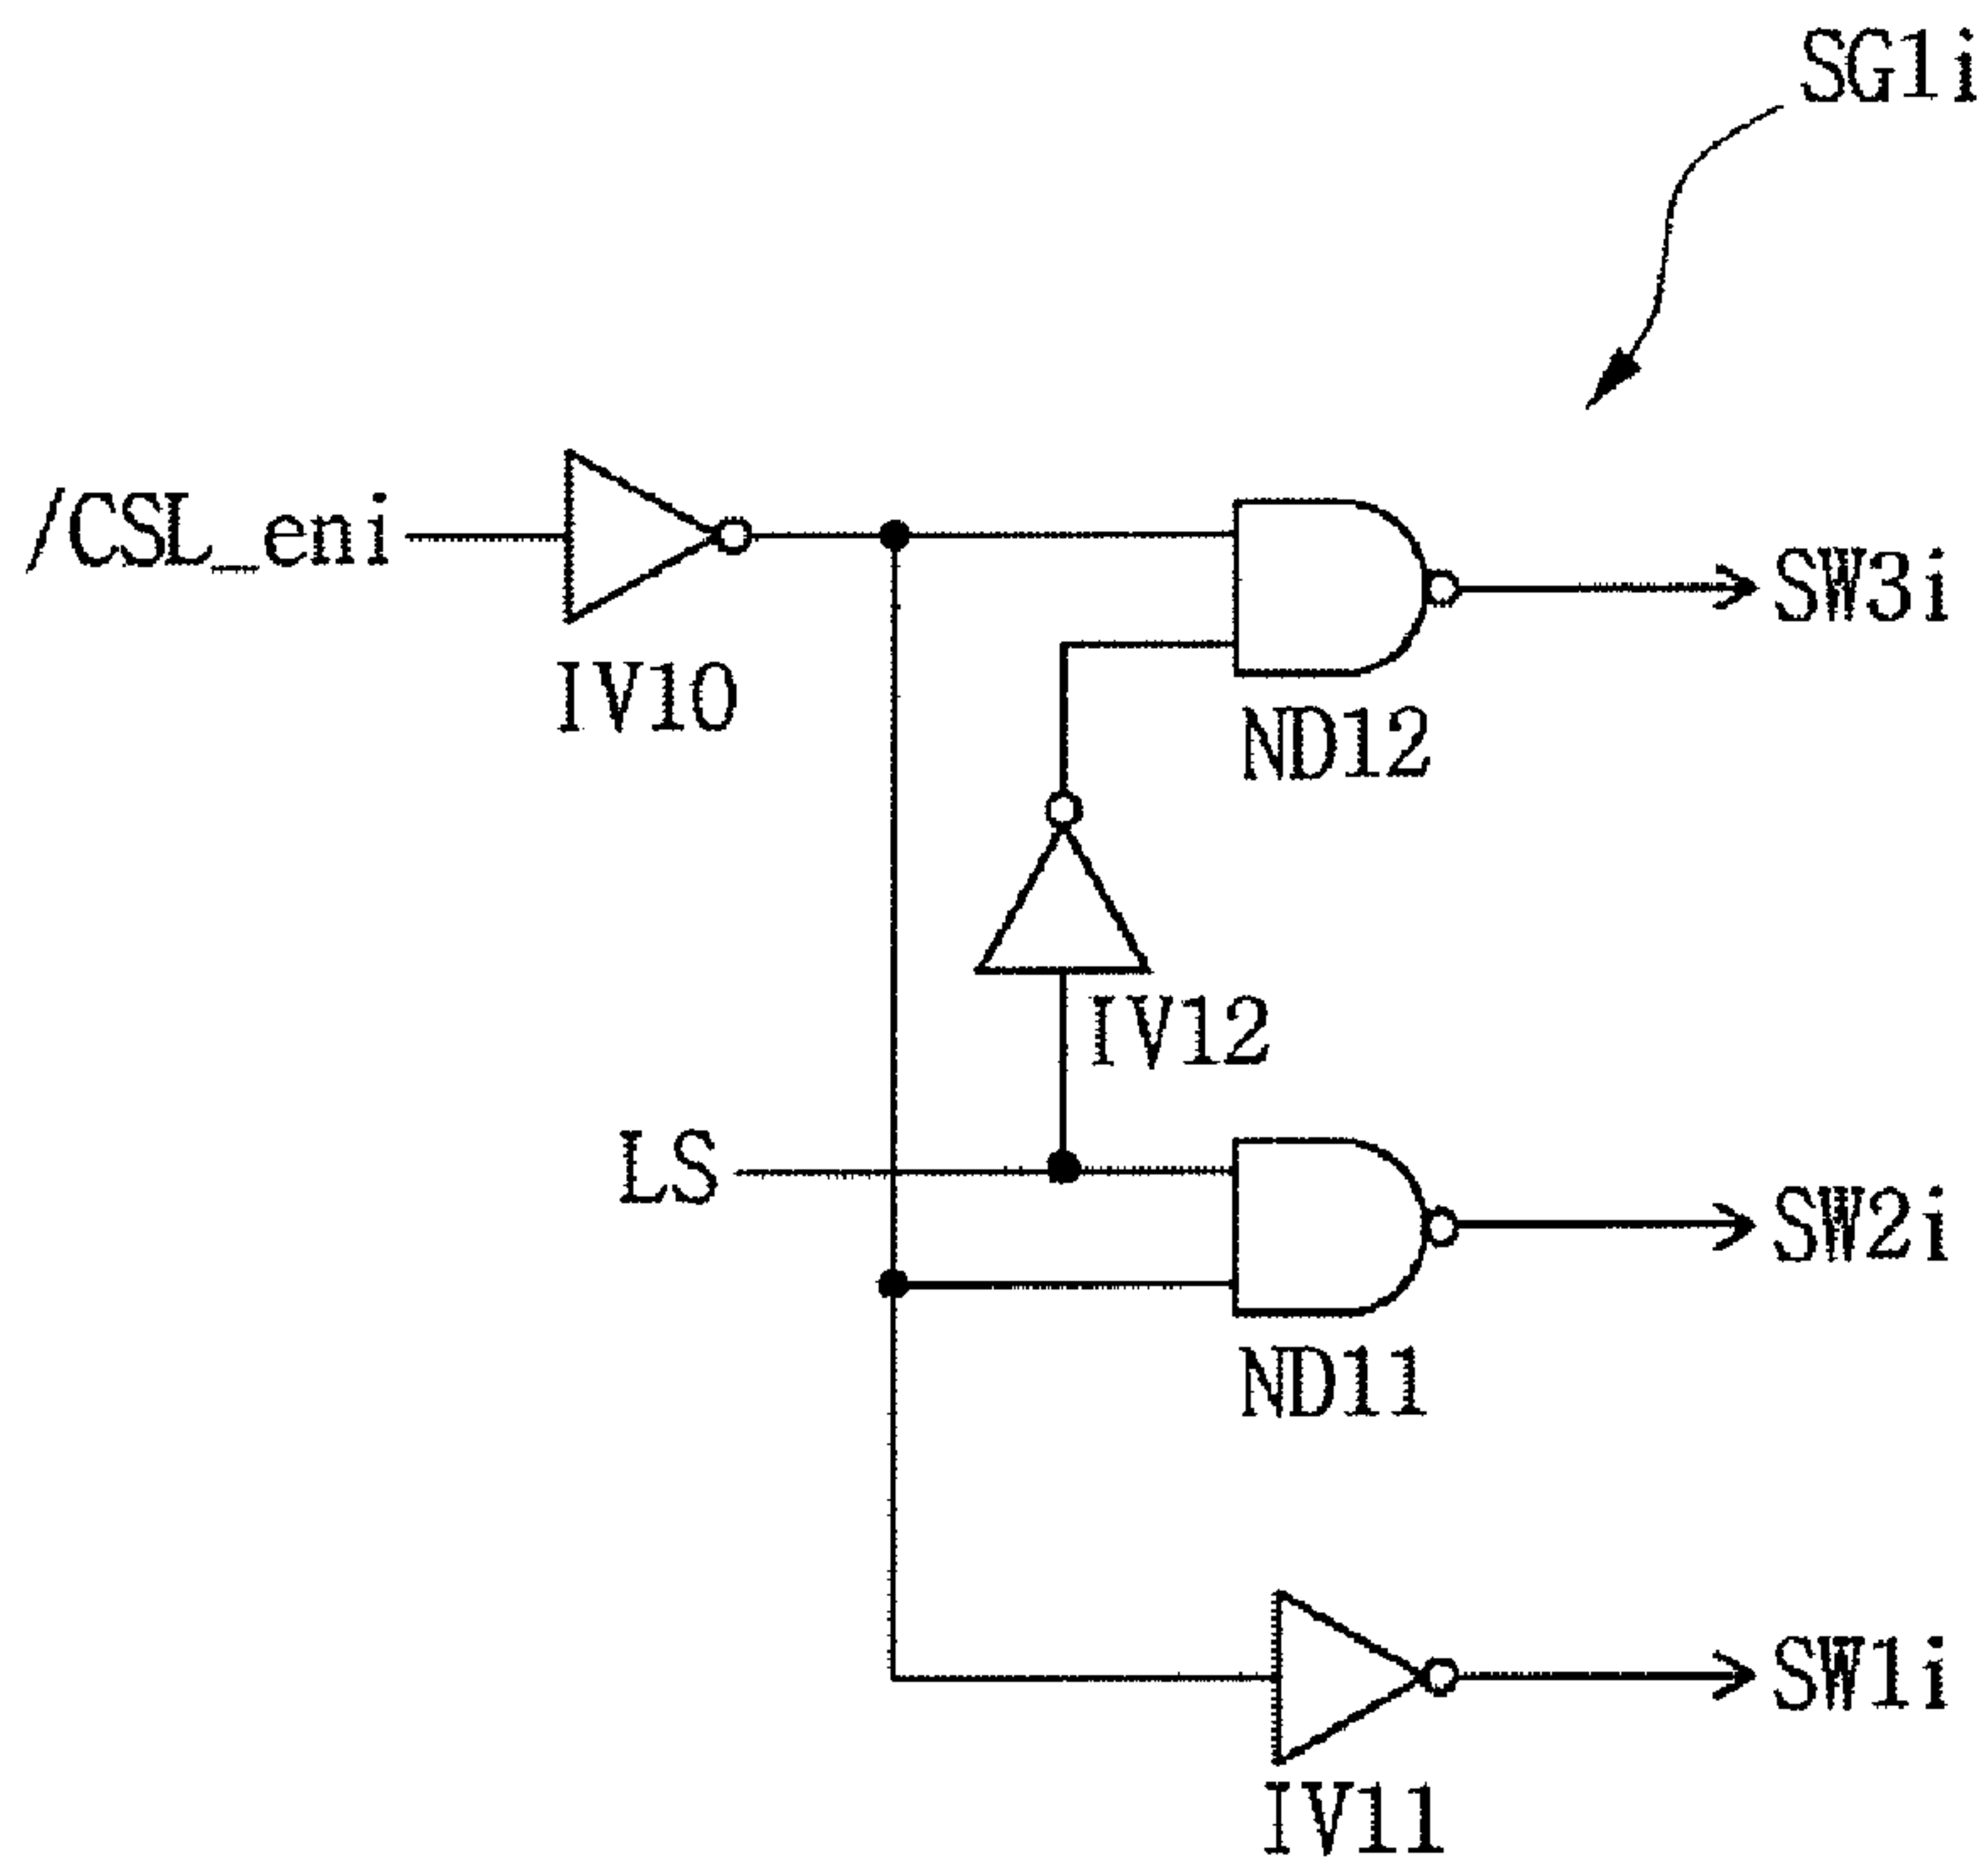 SG1i
/CSL_eni
IV10
SW3i
ND12
IV12
LS
SW2i
ND11
SW1i
IV11